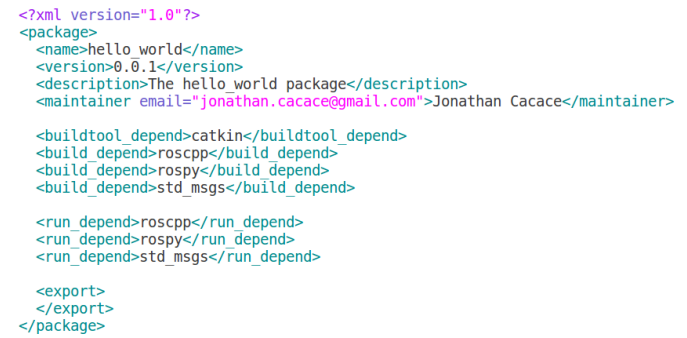 <?xml version="1.0"?>
<package>
<name>hello_world</name>
<version>0.0.1</version>
<description>The hello_world package</description>
<maintainer email="jonathan.cacace@gmail.com">Jonathan Cacace</maintainer>
<buildtool_depend>catkin</buildtool_depend>
<build_depend>roscpp</build_depend>
<build_depend>rospy</build_depend>
<build_depend>std_msgs</build_depend>
<run_depend>roscpp</run_depend>
<run_depend>rospy</run_depend>
<run_depend>std_msgs</run_depend>
<export>
</export>
</package>